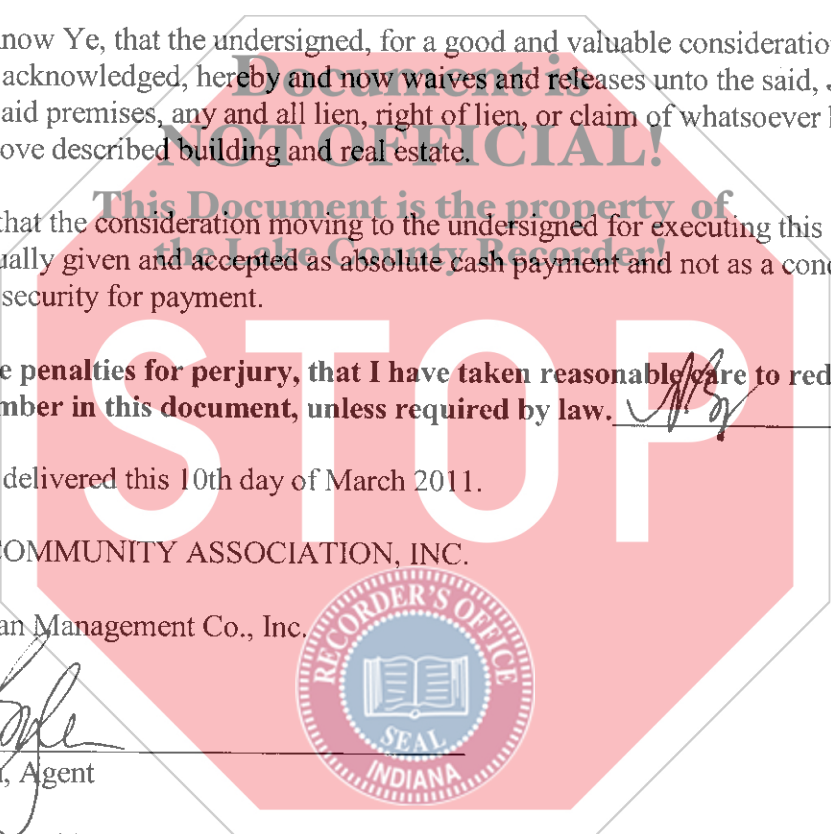 now Ye, that the undersigned, for a good and valuable consideratio
acknowledged, hereby and now waives and releases unto the said,
Document is
aid premises, any and all lien, right of lien, or claim of whatsoever
NOT OFFICIAL!
ove described building and real estate.
This Document is the property of
that the consideration moving to the undersigned for executing this
the Lake County Recorder!
ually given and accepted as absolute cash payment and not as a cond
security for payment.
STOP
e penalties for perjury, that I have taken reasonable care to red
mber in this document, unless required by law.
delivered this 10th day of March 2011.
COMMUNITY ASSOCIATION, INC.
an Management Co., Inc.
RECORDER'S OFFICE
SEAL
INDIANA
, Agent